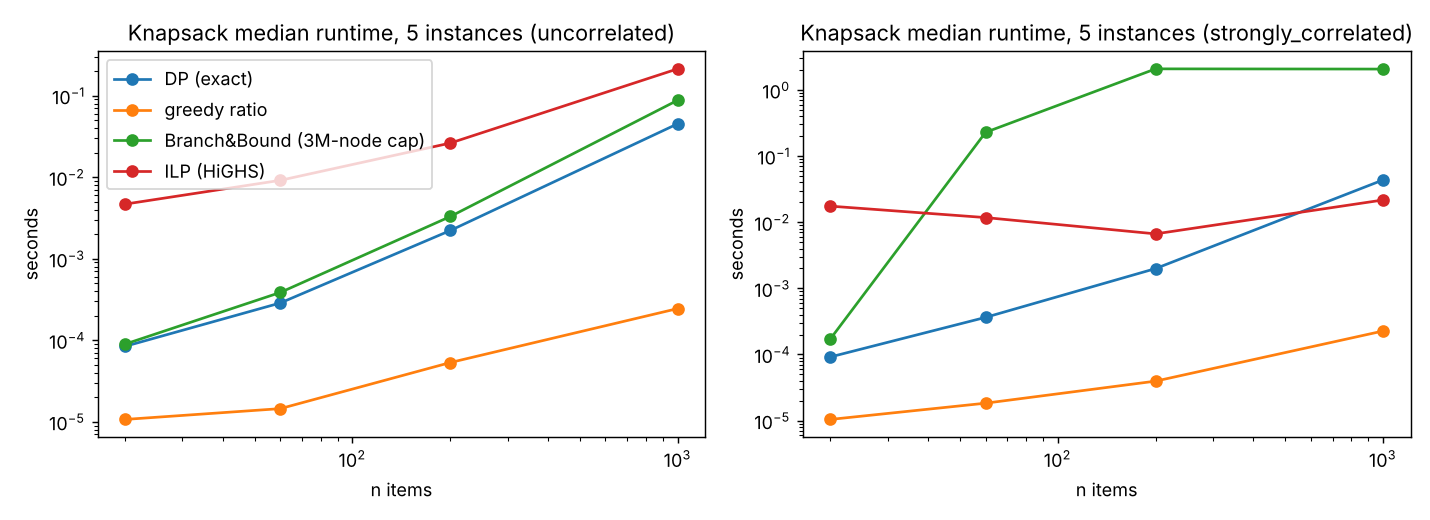 Knapsack median runtime, 5 instances (uncorrelated)
DP (exact)
greedy ratio
Branch&Bound (3M-node cap)
ILP (HiGHS)
10⁻¹
10⁻²
10⁻³
10⁻⁴
10⁻⁵
seconds
10²
10³
n items
Knapsack median runtime, 5 instances (strongly_correlated)
10⁰
10⁻¹
10⁻²
10⁻³
10⁻⁴
10⁻⁵
seconds
10²
10³
n items